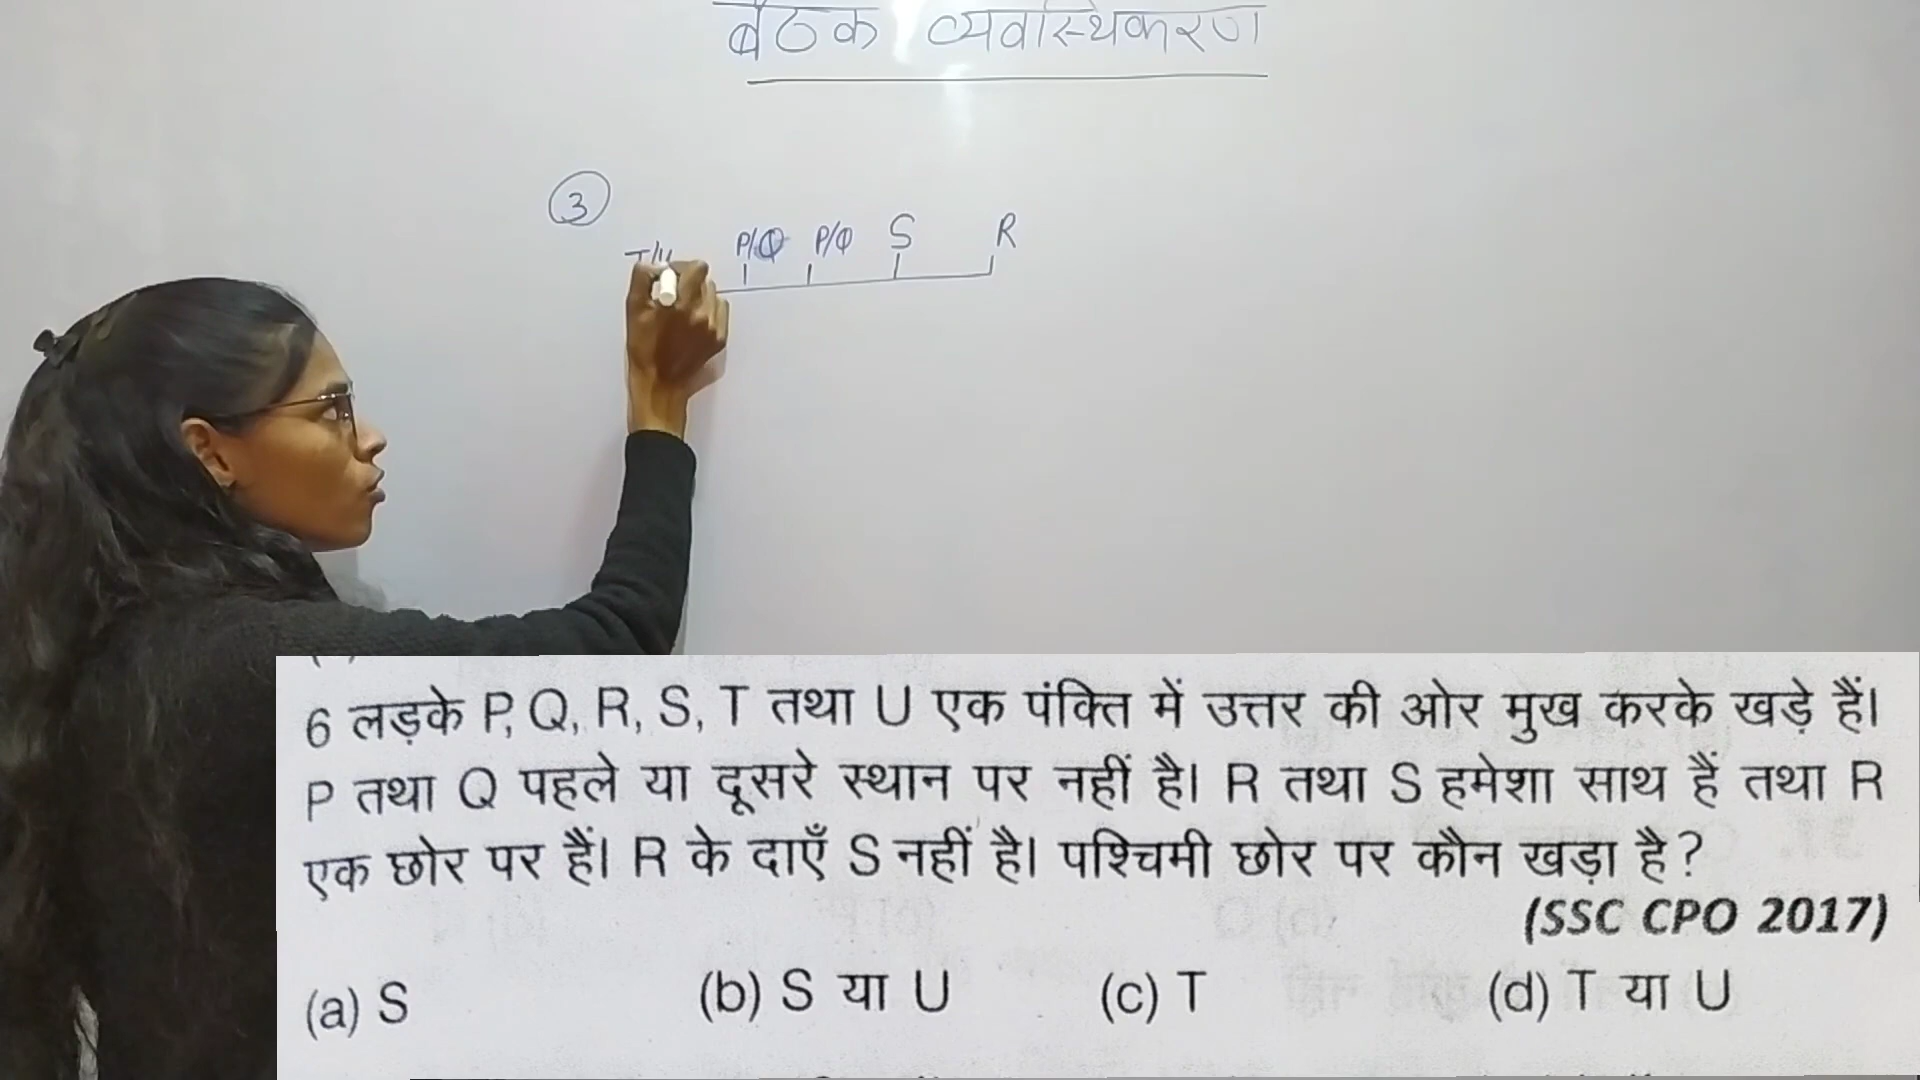 बैठक व्यवस्थिकरण
3
T/U P/Q P/Q S R
6 लड़के P, Q, R, S, T तथा U एक पंक्ति में उत्तर की ओर मुख करके खड़े हैं।
P तथा Q पहले या दूसरे स्थान पर नहीं है। R तथा S हमेशा साथ हैं तथा R
एक छोर पर हैं। R के दाएँ S नहीं है। पश्चिमी छोर पर कौन खड़ा है?
(SSC CPO 2017)
(a) S (b) S या U (c) T (d) T या U